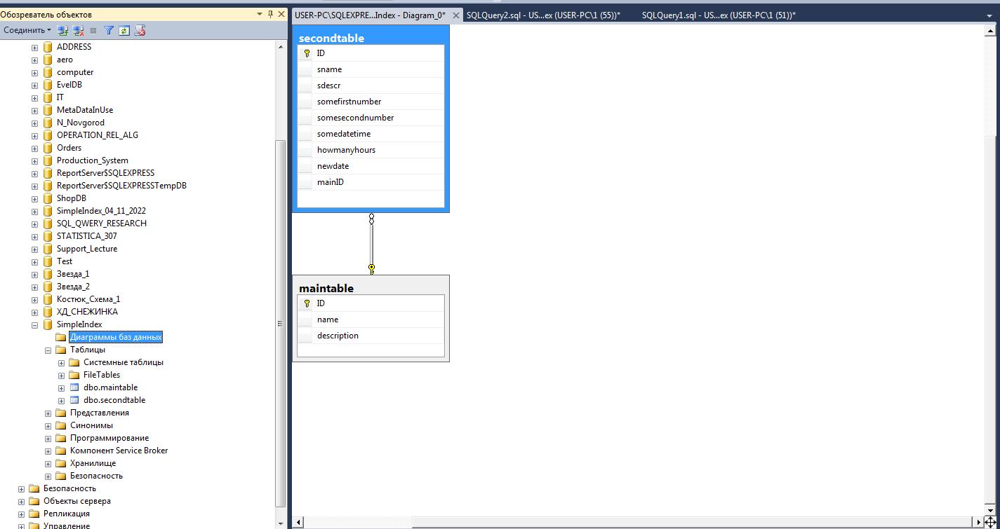 Обозреватель объектов
Соединить
ADDRESS
aero
computer
EvelDB
IT
MetaDataInUse
N_Novgorod
OPERATION_REL_ALG
Orders
Production_System
ReportServer$SQLEXPRESS
ReportServer$SQLEXPRESSTempDB
ShopDB
SimpleIndex_04_11_2022
SQL_QWERY_RESEARCH
STATISTICA_307
Support_Lecture
Test
Звезда_1
Звезда_2
Костюк_Схема_1
ХД_СНЕЖИНКА
SimpleIndex
Диаграммы баз данных
Таблицы
Системные таблицы
FileTables
dbo.maintable
dbo.secondtable
Представления
Синонимы
Программирование
Компонент Service Broker
Хранилище
Безопасность
Безопасность
Объекты сервера
Репликация
Управление
USER-PC\SQLEXPRE...Index - Diagram_0* SQLQuery2.sql - US...ex (USER-PC\1 (55))* SQLQuery1.sql - US...ex (USER-PC\1 (51))*
secondtable
ID
sname
sdescr
somefirstnumber
somesecondnumber
somedatetime
howmanyhours
newdate
mainID
maintable
ID
name
description